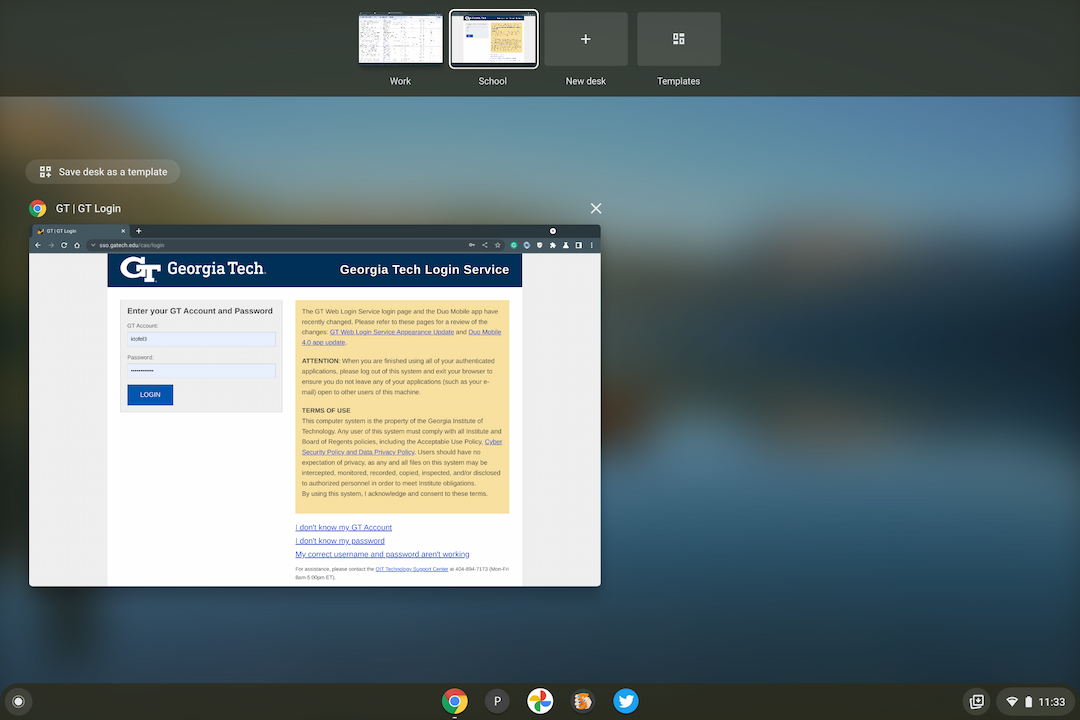 Work
School
New desk
Templates
Save desk as a template
GT | GT Login
GT | GT Login
sso.gatech.edu/cas/login
GT Georgia Tech.
Georgia Tech Login Service
Enter your GT Account and Password
GT Account:
Password:
••••••••••••
LOGIN
The GT Web Login Service login page and the Duo Mobile app have
recently changed. Please refer to these pages for a review of the
changes: GT Web Login Service Appearance Update and Duo Mobile
4.0 app update.
ATTENTION: When you are finished using all of your authenticated
applications, please log out of this system and exit your browser to
ensure you do not leave any of your applications (such as your e-
mail) open to other users of this machine.
TERMS OF USE
This computer system is the property of the Georgia Institute of
Technology. Any user of this system must comply with all Institute and
Board of Regents policies, including the Acceptable Use Policy, Cyber
Security Policy and Data Privacy Policy. Users should have no
expectation of privacy, as any and all files on this system may be
intercepted, monitored, recorded, copied, inspected, and/or disclosed
to authorized personnel in order to meet Institute obligations.
By using this system, I acknowledge and consent to these terms.
I don't know my GT Account
I don't know my password
My correct username and password aren't working
For assistance, please contact the OIT Technology Support Center at 404-894-7173 (Mon-Fri
8am-5:00pm ET).
P
11:33